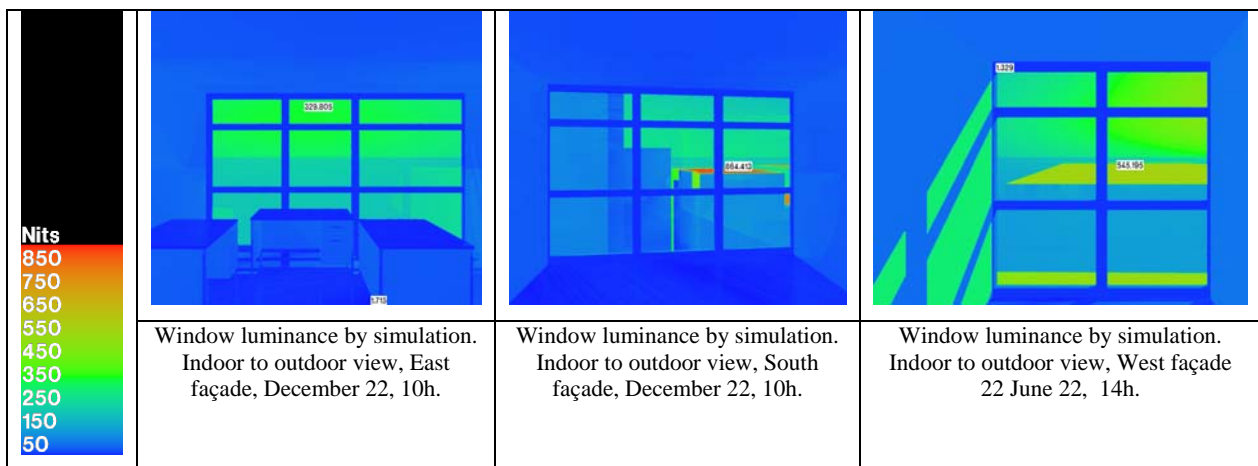 Nits
850
750
650
550
450
350
250
150
50
329.805
1.713
Window luminance by simulation.
Indoor to outdoor view, East
façade, December 22, 10h.
864.413
Window luminance by simulation.
Indoor to outdoor view, South
façade, December 22, 10h.
1.329
545.195
Window luminance by simulation.
Indoor to outdoor view, West façade
22 June 22, 14h.